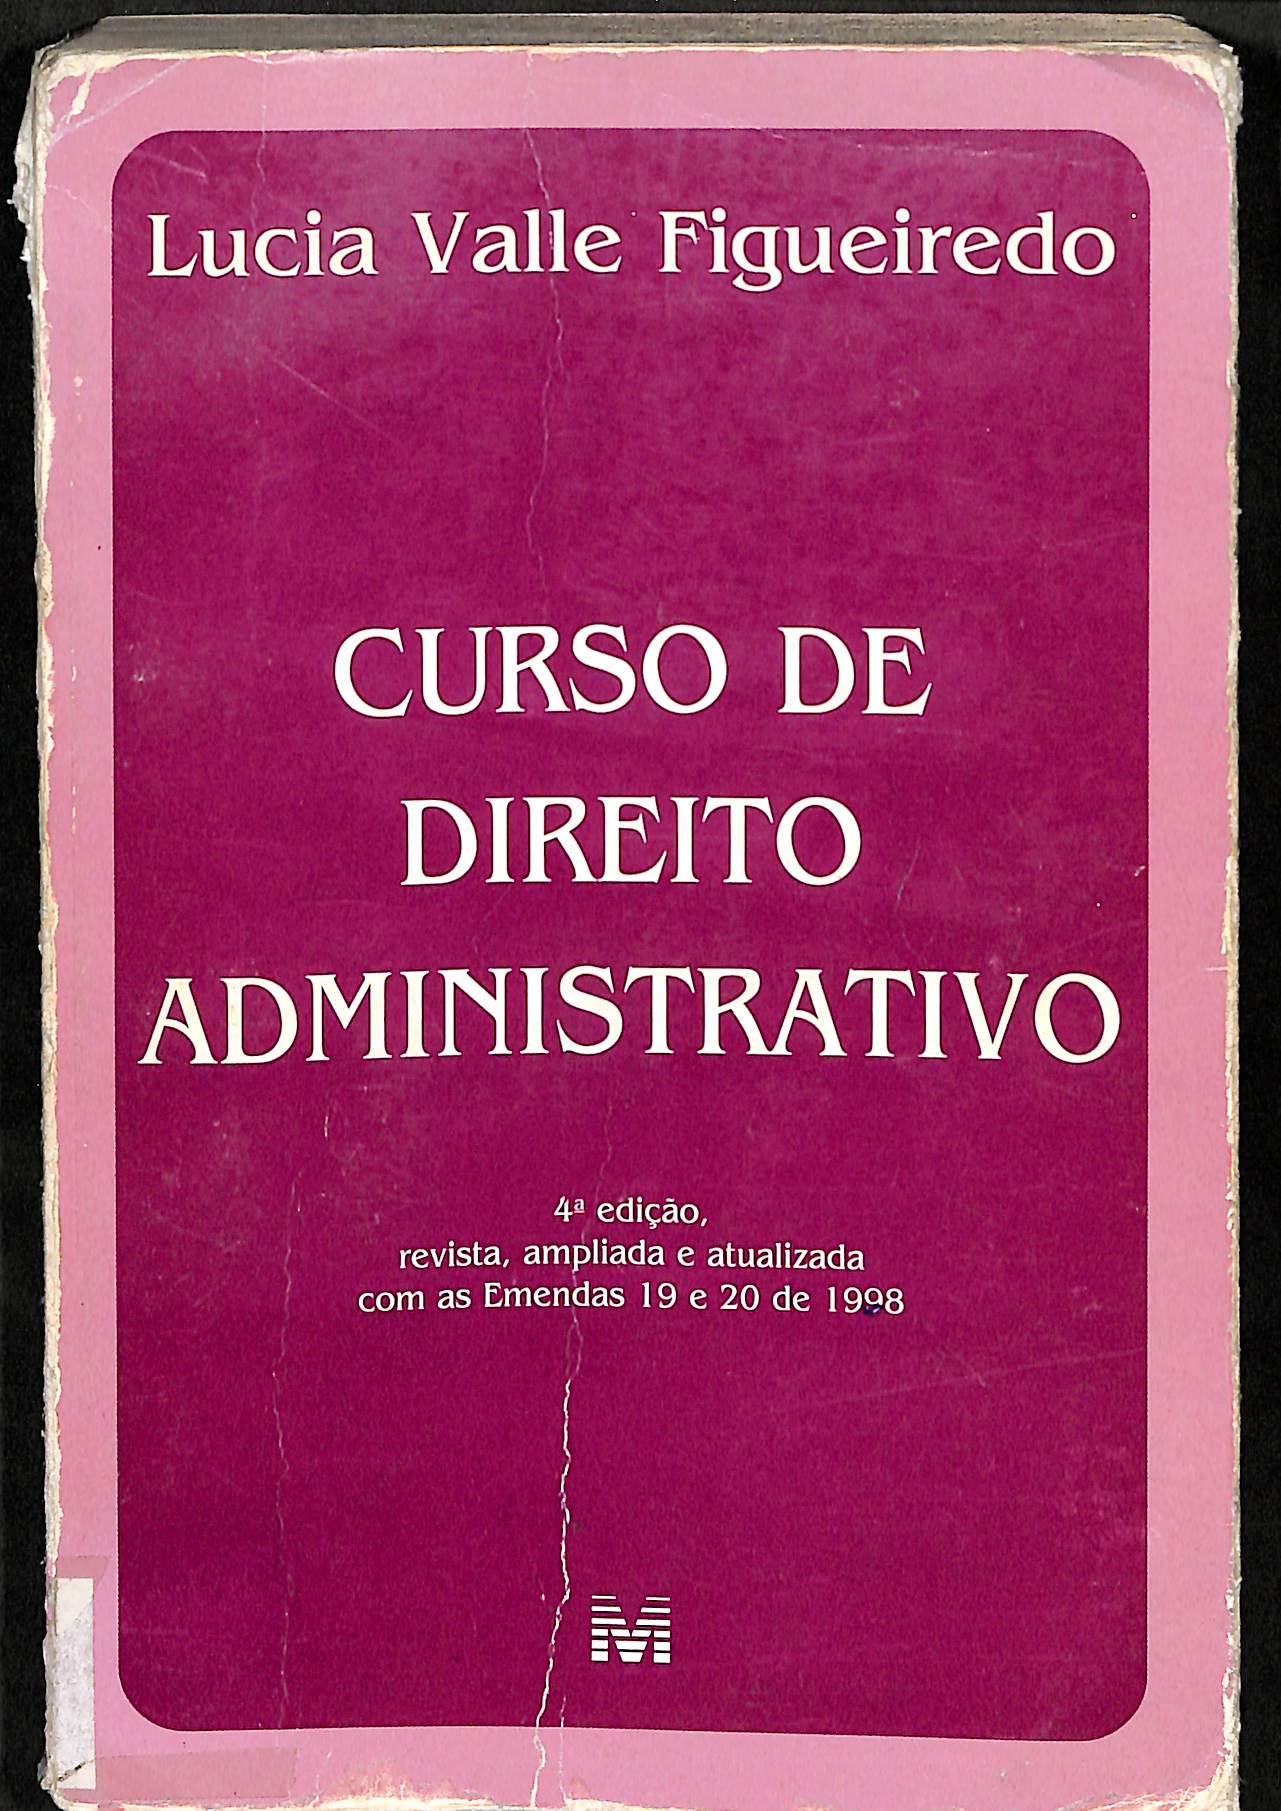 Lucia Valle Figueiredo
CURSO DE
DIREITO
ADMINISTRATIVO
4ª edição,
revista, ampliada e atualizada
com as Emendas 19 e 20 de 1998
M